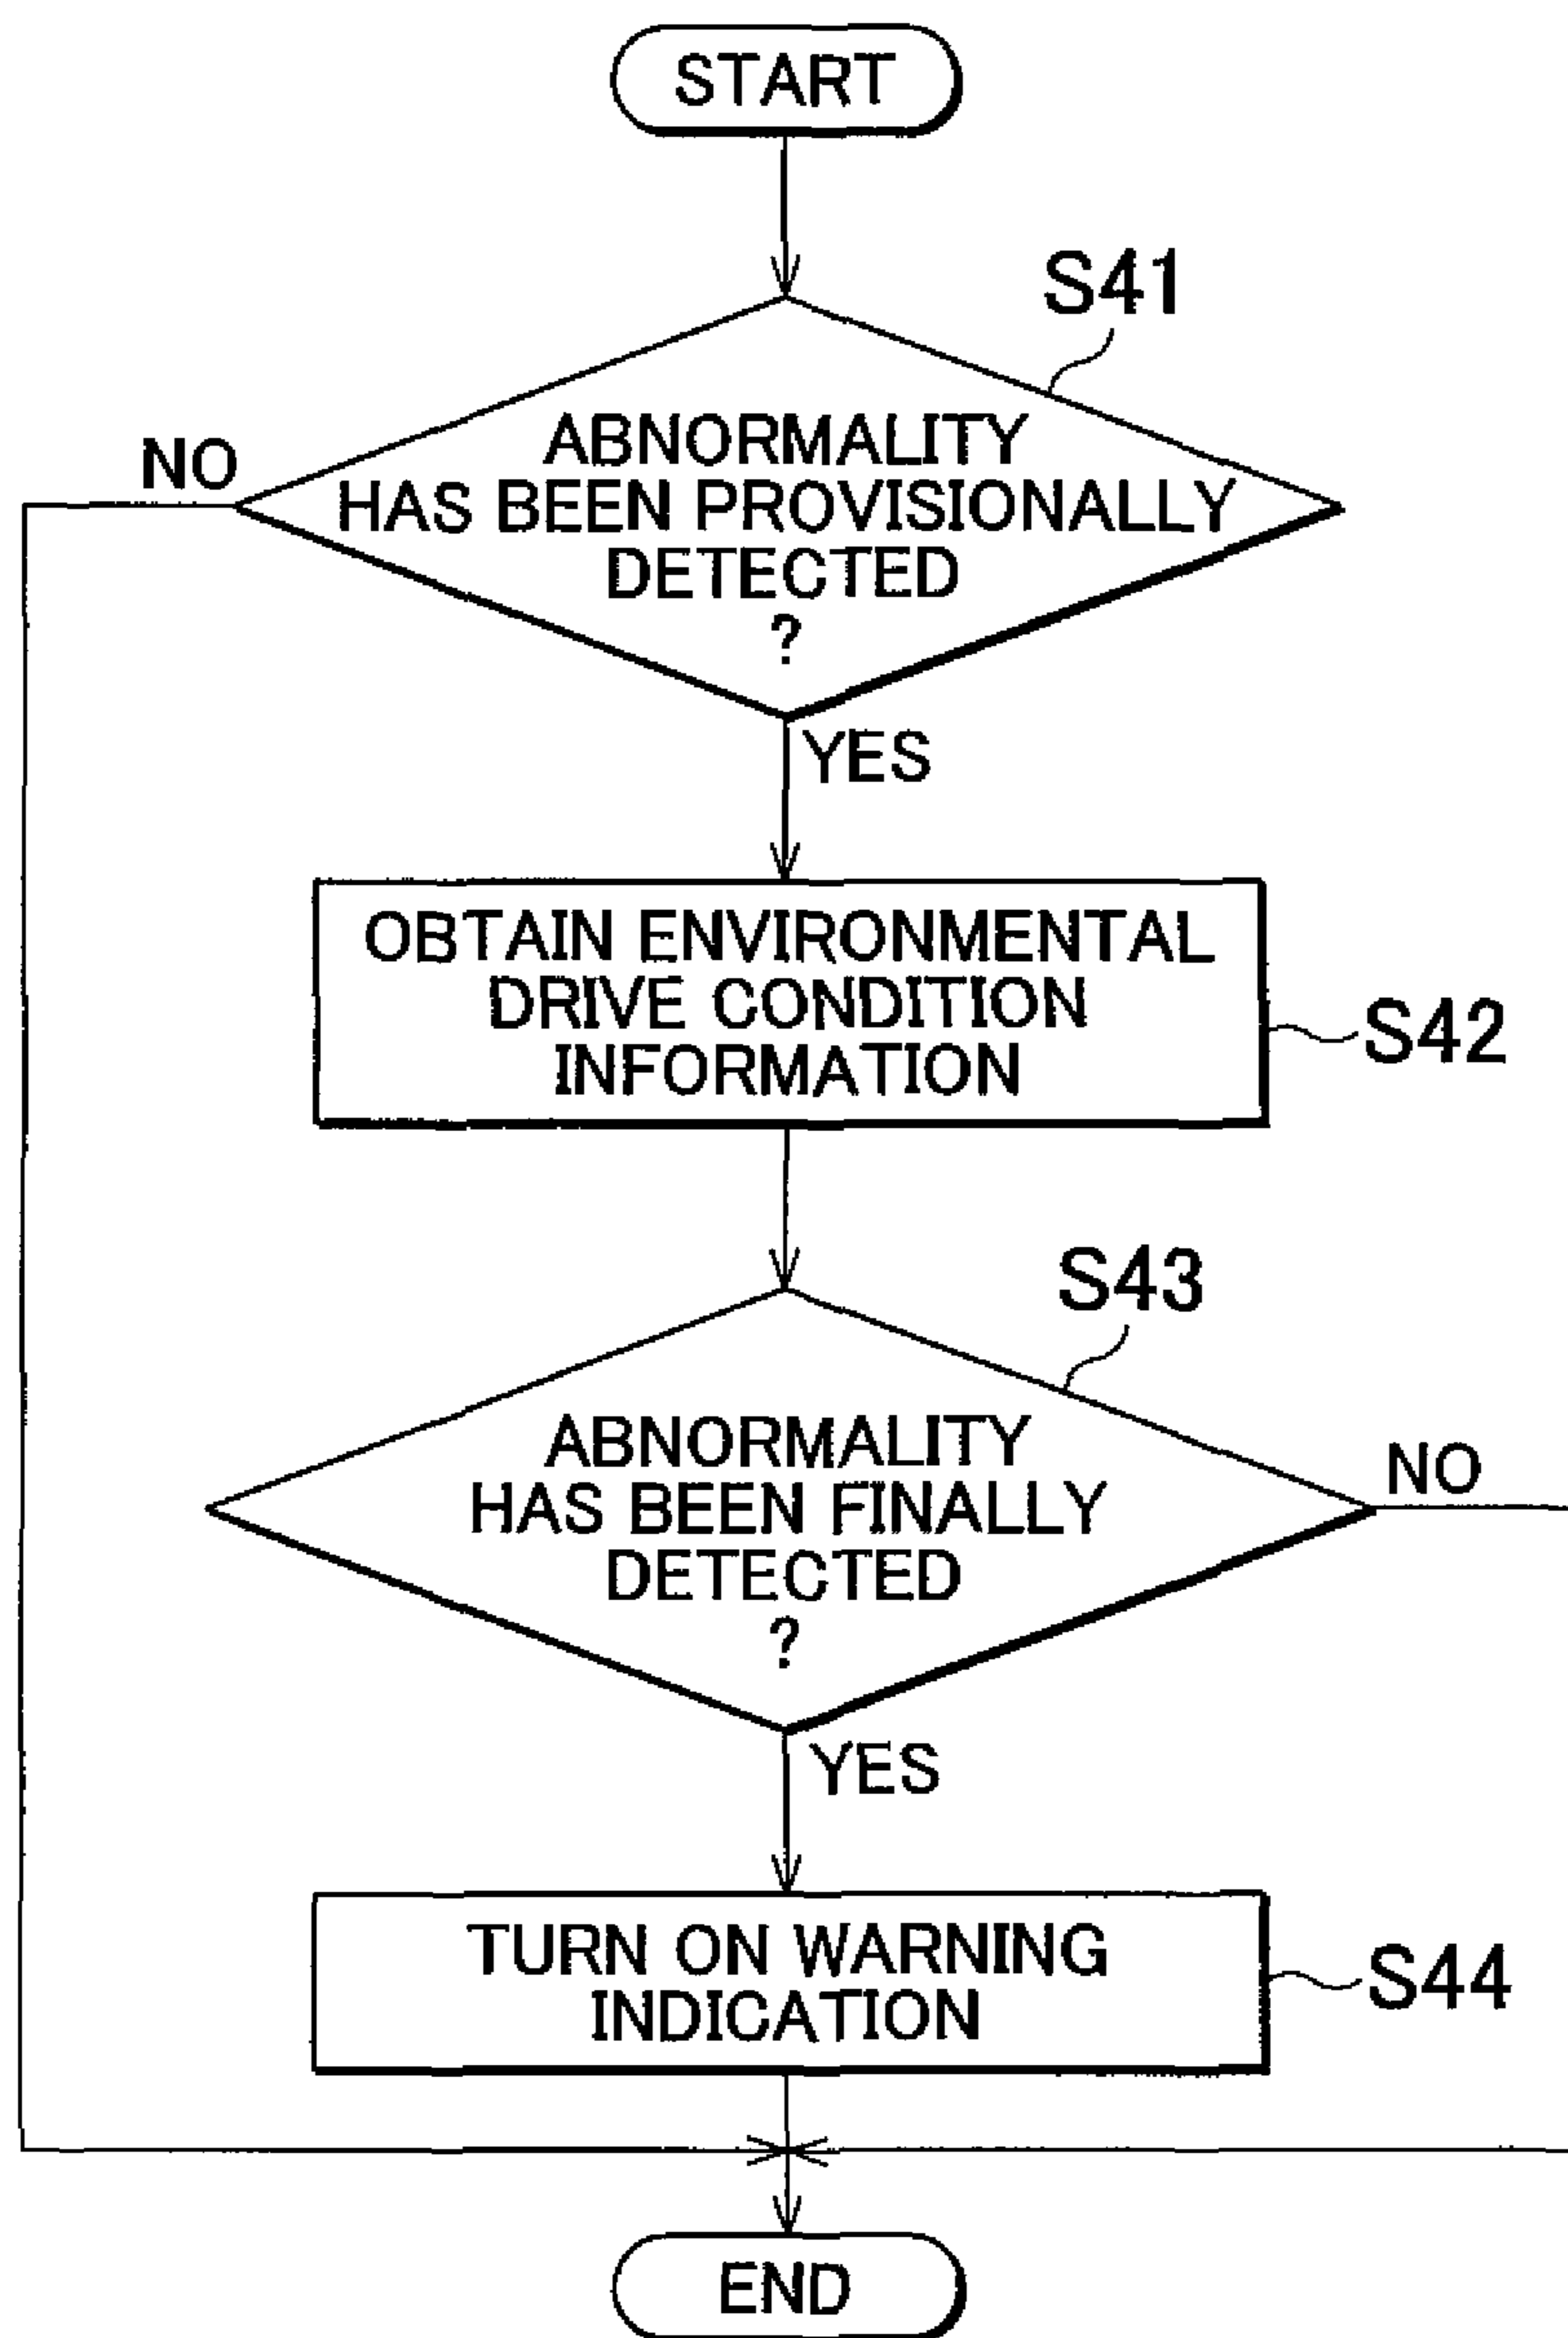 START
S41
ABNORMALITY
HAS BEEN PROVISIONALLY
DETECTED
?
NO
YES
OBTAIN ENVIRONMENTAL
DRIVE CONDITION
INFORMATION
S42
S43
ABNORMALITY
HAS BEEN FINALLY
DETECTED
?
NO
YES
TURN ON WARNING
INDICATION
S44
END